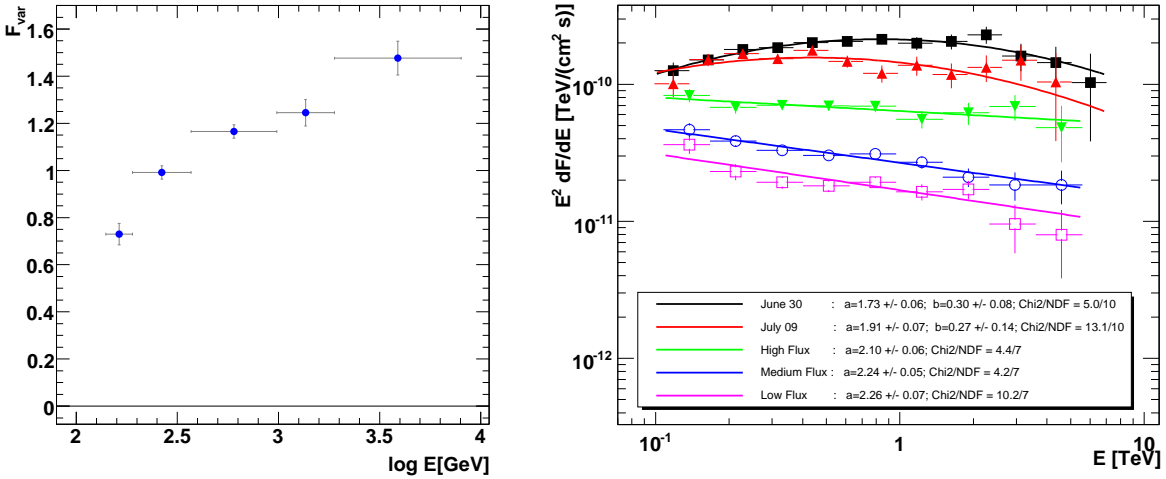 F_var
1.6
1.4
1.2
1
0.8
0.6
0.4
0.2
0
2
2.5
3
3.5
4
log E[GeV]
E² dF/dE [TeV/(cm² s)]
10⁻¹⁰
10⁻¹¹
10⁻¹²
June 30 : a=1.73 +/- 0.06; b=0.30 +/- 0.08; Chi2/NDF = 5.0/10
July 09 : a=1.91 +/- 0.07; b=0.27 +/- 0.14; Chi2/NDF = 13.1/10
High Flux : a=2.10 +/- 0.06; Chi2/NDF = 4.4/7
Medium Flux : a=2.24 +/- 0.05; Chi2/NDF = 4.2/7
Low Flux : a=2.26 +/- 0.07; Chi2/NDF = 10.2/7
10⁻¹
1
10
E [TeV]